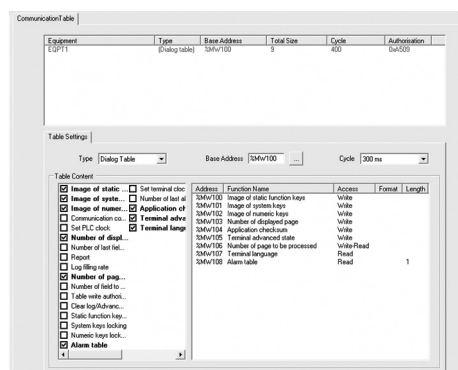 CommunicationTable
Equipment Type Base Address Total Size Cycle Authorisation
EQPT1 (Dialog table) %MW100 9 400 0xA509
Table Settings
Type Dialog Table Base Address %MW100 ... Cycle 300 ms
Table Content
Image of static ...
Image of syste...
Image of numer...
Communication co...
Set PLC clock
Number of displ...
Number of last fiel...
Report
Log filling rate
Number of pag...
Number of field to ...
Table write authori...
Clear log/Advanc...
Static function key...
System keys locking
Numeric keys lock...
Alarm table
Set terminal cloc
Number of last al
Application ch
Terminal adva
Terminal langu
Address Function Name Access Format Length
%MW100 Image of static function keys Write
%MW101 Image of system keys Write
%MW102 Image of numeric keys Write
%MW103 Number of displayed page Write
%MW104 Application checksum Write
%MW105 Terminal advanced state Write
%MW106 Number of page to be processed Write-Read
%MW107 Terminal language Read
%MW108 Alarm table Read 1